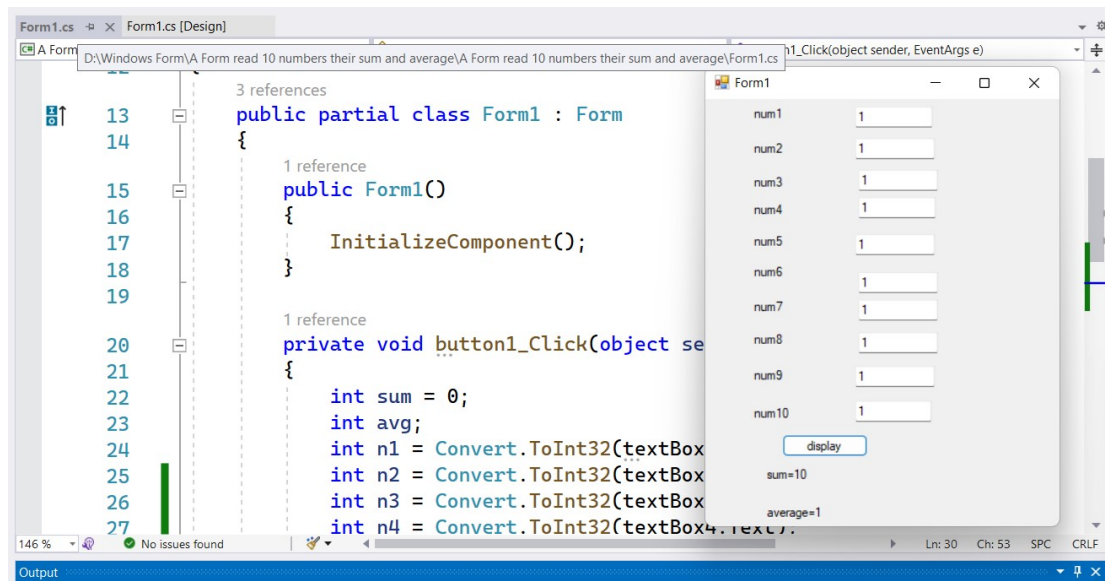 Form1.cs Form1.cs [Design]
C# A Form
D:\Windows Form\A Form read 10 numbers their sum and average\A Form read 10 numbers their sum and average\Form1.cs
n1_Click(object sender, EventArgs e)
3 references
13 public partial class Form1 : Form
14 {
1 reference
15 public Form1()
16 {
17 InitializeComponent();
18 }
19
1 reference
20 private void button1_Click(object se
21 {
22 int sum = 0;
23 int avg;
24 int n1 = Convert.ToInt32(textBox
25 int n2 = Convert.ToInt32(textBox
26 int n3 = Convert.ToInt32(textBox
27 int n4 = Convert.ToInt32(textBox4.Text);
Form1
num1 1
num2 1
num3 1
num4 1
num5 1
num6 1
num7 1
num8 1
num9 1
num10 1
display
sum=10
average=1
146 % No issues found Ln: 30 Ch: 53 SPC CRLF
Output